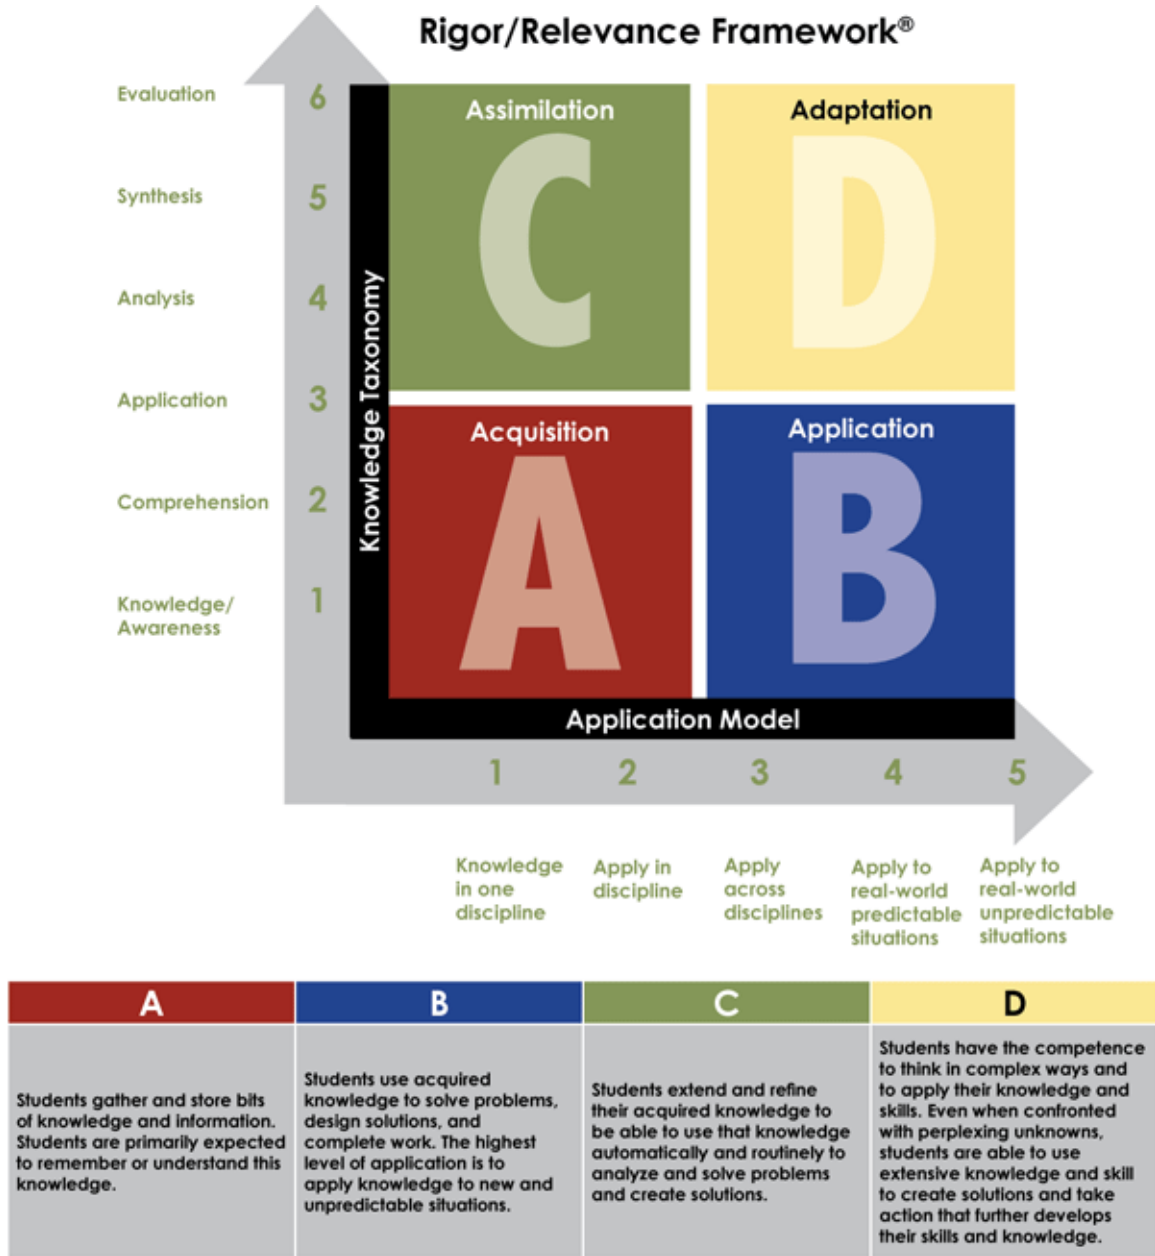 Rigor/Relevance Framework®
Evaluation
6
Synthesis
5
Analysis
4
Application
3
Comprehension
2
Knowledge/
Awareness
1
Knowledge Taxonomy
Assimilation
C
Adaptation
D
Acquisition
A
Application
B
Application Model
1
2
3
4
5
Knowledge
in one
discipline
Apply in
discipline
Apply
across
disciplines
Apply to
real-world
predictable
situations
Apply to
real-world
unpredictable
situations
A
Students gather and store bits
of knowledge and information.
Students are primarily expected
to remember or understand this
knowledge.
B
Students use acquired
knowledge to solve problems,
design solutions, and
complete work. The highest
level of application is to
apply knowledge to new and
unpredictable situations.
C
Students extend and refine
their acquired knowledge to
be able to use that knowledge
automatically and routinely to
analyze and solve problems
and create solutions.
D
Students have the competence
to think in complex ways and
to apply their knowledge and
skills. Even when confronted
with perplexing unknowns,
students are able to use
extensive knowledge and skill
to create solutions and take
action that further develops
their skills and knowledge.